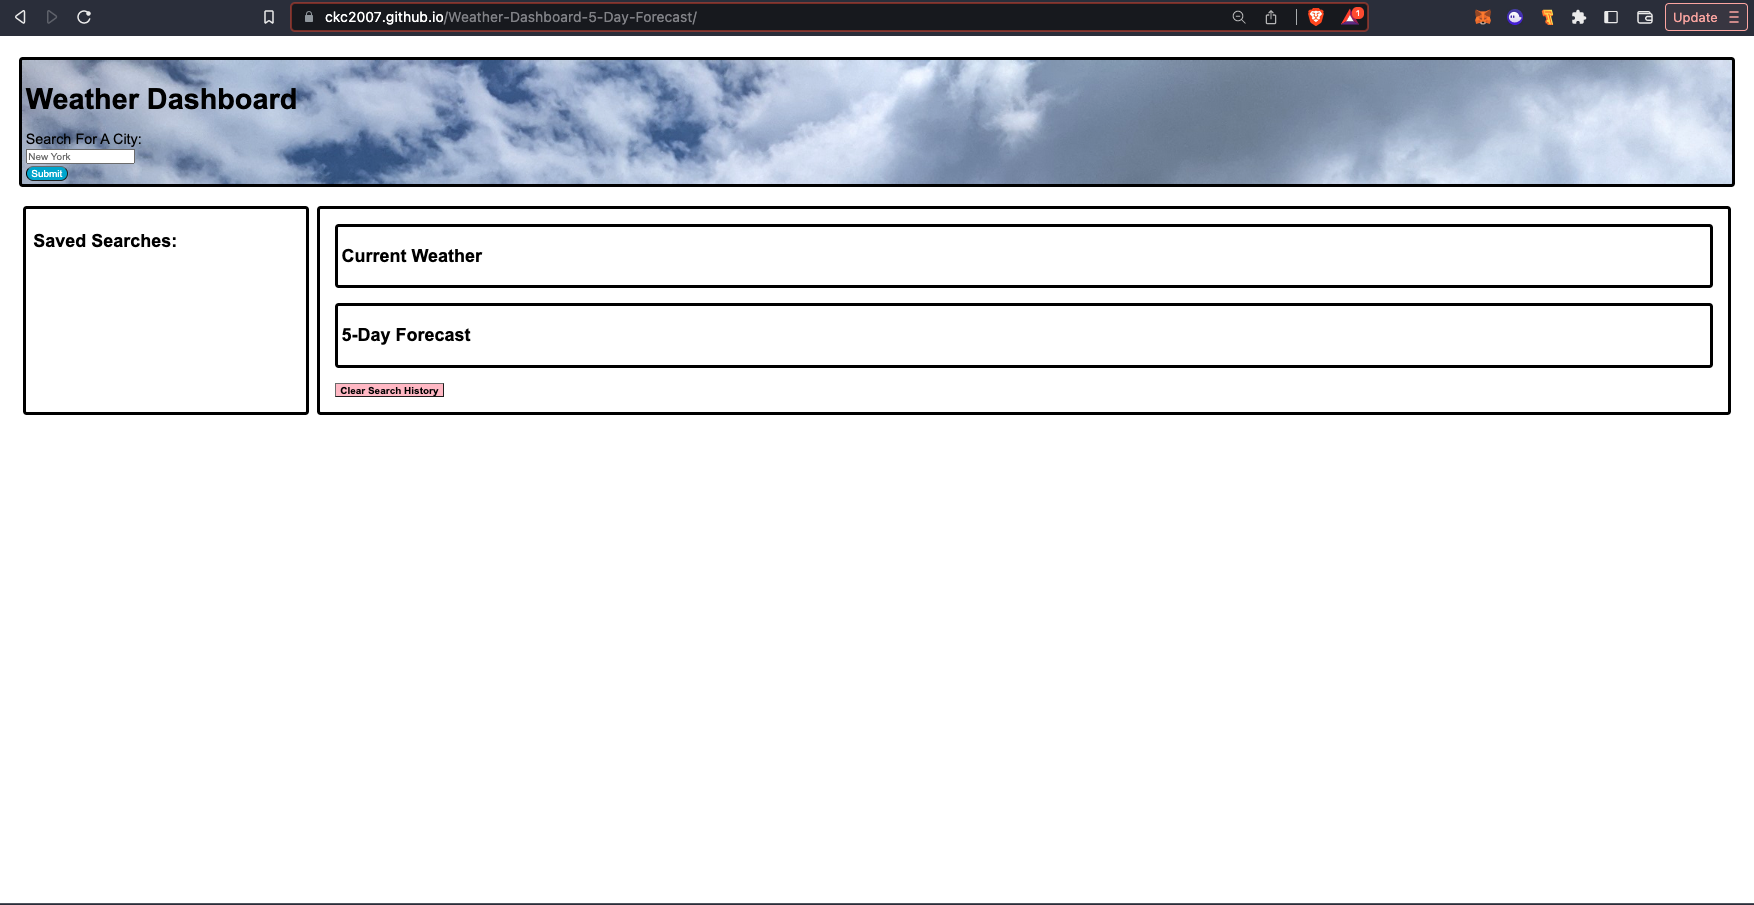 ckc2007.github.io/Weather-Dashboard-5-Day-Forecast/
1
Update
Weather Dashboard
Search For A City:
New York
Submit
Saved Searches:
Current Weather
5-Day Forecast
Clear Search History